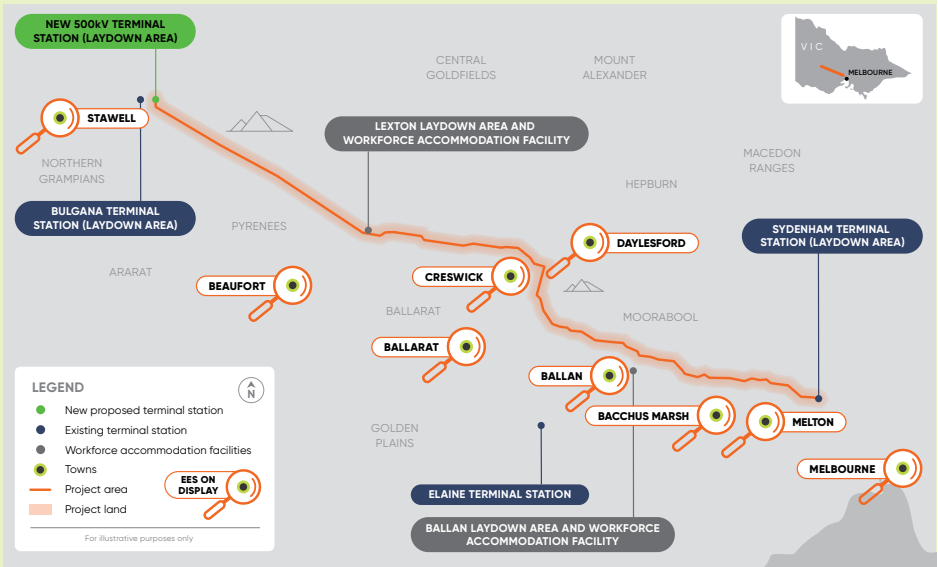 NEW 500kV TERMINAL
STATION (LAYDOWN AREA)
CENTRAL
GOLDFIELDS
MOUNT
ALEXANDER
VIC
MELBOURNE
STAWELL
LEXTON LAYDOWN AREA AND
WORKFORCE ACCOMMODATION FACILITY
NORTHERN
GRAMPIANS
MACEDON
RANGES
HEPBURN
BULGANA TERMINAL
STATION (LAYDOWN AREA)
PYRENEES
SYDENHAM TERMINAL
STATION (LAYDOWN AREA)
DAYLESFORD
ARARAT
CRESWICK
BEAUFORT
BALLARAT
MOORABOOL
BALLARAT
BALLAN
BACCHUS MARSH
MELTON
GOLDEN
PLAINS
MELBOURNE
ELAINE TERMINAL STATION
BALLAN LAYDOWN AREA AND WORKFORCE
ACCOMMODATION FACILITY
LEGEND
N
New proposed terminal station
Existing terminal station
Workforce accommodation facilities
Towns
EES ON
DISPLAY
Project area
Project land
For illustrative purposes only